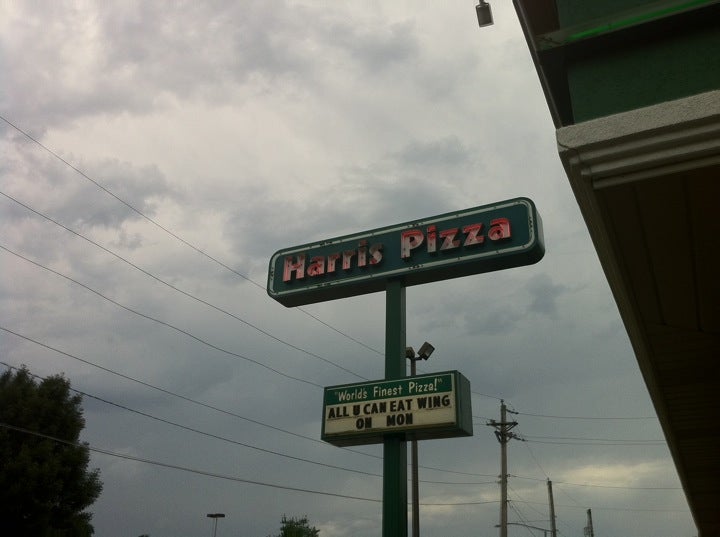 Harris Pizza
"World's Finest Pizza!"
ALL U CAN EAT WING
ON MON